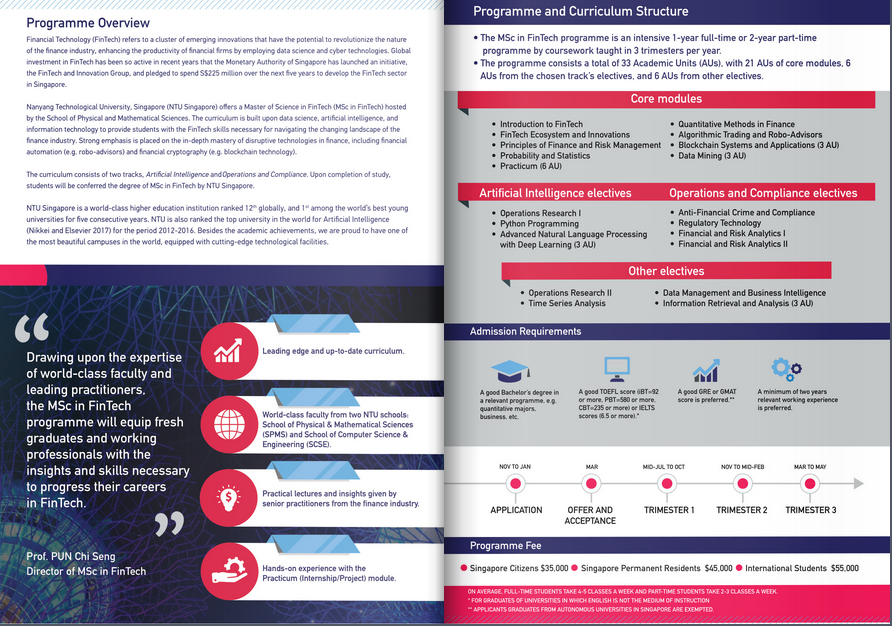 Programme Overview
Financial Technology (FinTech) refers to a cluster of emerging innovations that have the potential to revolutionize the nature
of the finance industry, enhancing the productivity of financial firms by employing data science and cyber technologies. Global
investment in FinTech has been so active in recent years that the Monetary Authority of Singapore has launched an initiative,
the FinTech and Innovation Group, and pledged to spend S$225 million over the next five years to develop the FinTech sector
in Singapore.
Nanyang Technological University, Singapore (NTU Singapore) offers a Master of Science in FinTech (MSc in FinTech) hosted
by the School of Physical and Mathematical Sciences. The curriculum is built upon data science, artificial intelligence, and
information technology to provide students with the FinTech skills necessary for navigating the changing landscape of the
finance industry. Strong emphasis is placed on the in-depth mastery of disruptive technologies in finance, including financial
automation (e.g. robo-advisors) and financial cryptography (e.g. blockchain technology).
The curriculum consists of two tracks, Artificial Intelligence and Operations and Compliance. Upon completion of study,
students will be conferred the degree of MSc in FinTech by NTU Singapore.
NTU Singapore is a world-class higher education institution ranked 12th globally, and 1st among the world's best young
universities for five consecutive years. NTU is also ranked the top university in the world for Artificial Intelligence
(Nikkei and Elsevier 2017) for the period 2012-2016. Besides the academic achievements, we are proud to have one of
the most beautiful campuses in the world, equipped with cutting-edge technological facilities.
“
Drawing upon the expertise
of world-class faculty and
leading practitioners,
the MSc in FinTech
programme will equip fresh
graduates and working
professionals with the
insights and skills necessary
to progress their careers
in FinTech.
”
Prof. PUN Chi Seng
Director of MSc in FinTech
Leading edge and up-to-date curriculum.
World-class faculty from two NTU schools:
School of Physical & Mathematical Sciences
(SPMS) and School of Computer Science &
Engineering (SCSE).
Practical lectures and insights given by
senior practitioners from the finance industry.
Hands-on experience with the
Practicum (Internship/Project) module.
Programme and Curriculum Structure
• The MSc in FinTech programme is an intensive 1-year full-time or 2-year part-time
programme by coursework taught in 3 trimesters per year.
• The programme consists a total of 33 Academic Units (AUs), with 21 AUs of core modules, 6
AUs from the chosen track's electives, and 6 AUs from other electives.
Core modules
• Introduction to FinTech
• FinTech Ecosystem and Innovations
• Principles of Finance and Risk Management
• Probability and Statistics
• Practicum (6 AU)
• Quantitative Methods in Finance
• Algorithmic Trading and Robo-Advisors
• Blockchain Systems and Applications (3 AU)
• Data Mining (3 AU)
Artificial Intelligence electives
• Operations Research I
• Python Programming
• Advanced Natural Language Processing
with Deep Learning (3 AU)
Operations and Compliance electives
• Anti-Financial Crime and Compliance
• Regulatory Technology
• Financial and Risk Analytics I
• Financial and Risk Analytics II
Other electives
• Operations Research II
• Time Series Analysis
• Data Management and Business Intelligence
• Information Retrieval and Analysis (3 AU)
Admission Requirements
A good Bachelor's degree in
a relevant programme, e.g.
quantitative majors,
business, etc.
A good TOEFL score (iBT=92
or more, PBT=580 or more,
CBT=235 or more) or IELTS
scores (6.5 or more).*
A good GRE or GMAT
score is preferred.**
A minimum of two years
relevant working experience
is preferred.
NOV TO JAN
APPLICATION
MAR
OFFER AND
ACCEPTANCE
MID-JUL TO OCT
TRIMESTER 1
NOV TO MID-FEB
TRIMESTER 2
MAR TO MAY
TRIMESTER 3
Programme Fee
Singapore Citizens $35,000 Singapore Permanent Residents $45,000 International Students $55,000
ON AVERAGE, FULL-TIME STUDENTS TAKE 4-5 CLASSES A WEEK AND PART-TIME STUDENTS TAKE 2-3 CLASSES A WEEK.
* FOR GRADUATES OF UNIVERSITIES IN WHICH ENGLISH IS NOT THE MEDIUM OF INSTRUCTION
** APPLICANTS GRADUATES FROM AUTONOMOUS UNIVERSITIES IN SINGAPORE ARE EXEMPTED.